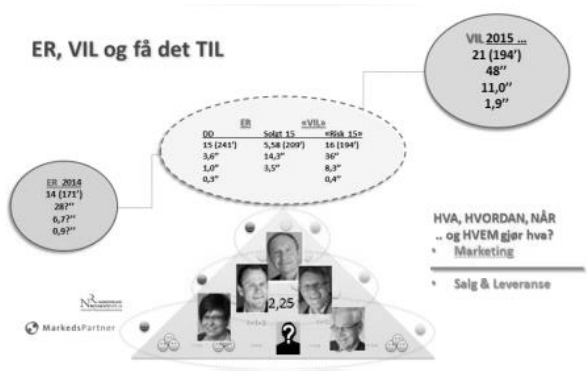 ER, VIL og få det TIL
VIL 2015 ...
21 (194')
48"
11,0"
1,9"
ER «VIL»
DD Solgt 15 «Risk 15»
15 (241') 5,58 (209') 16 (194')
3,6" 14,3" 36"
1,0" 3,5" 8,3"
0,3" 0,4"
ER 2014
14 (171')
28?"
6,7?"
0,9?"
HVA, HVORDAN, NÅR
.. og HVEM gjør hva?
• Marketing
• Salg & Leveranse
2,25
?
MarkedsPartner